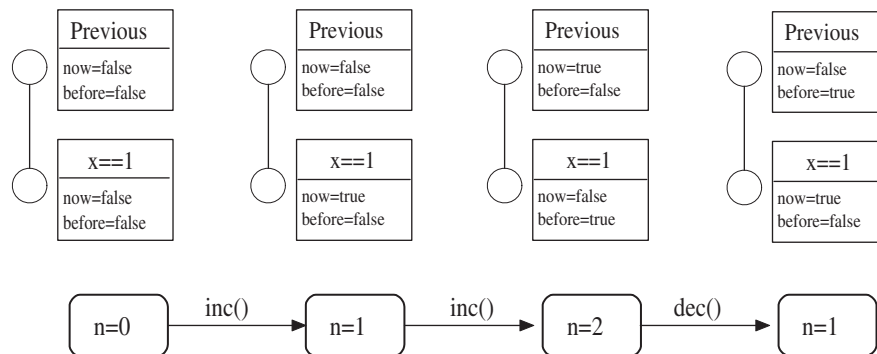 Previous
now=false
before=false
x==1
now=false
before=false
Previous
now=false
before=false
x==1
now=true
before=false
Previous
now=true
before=false
x==1
now=false
before=true
Previous
now=false
before=true
x==1
now=true
before=false
n=0
inc()
n=1
inc()
n=2
dec()
n=1